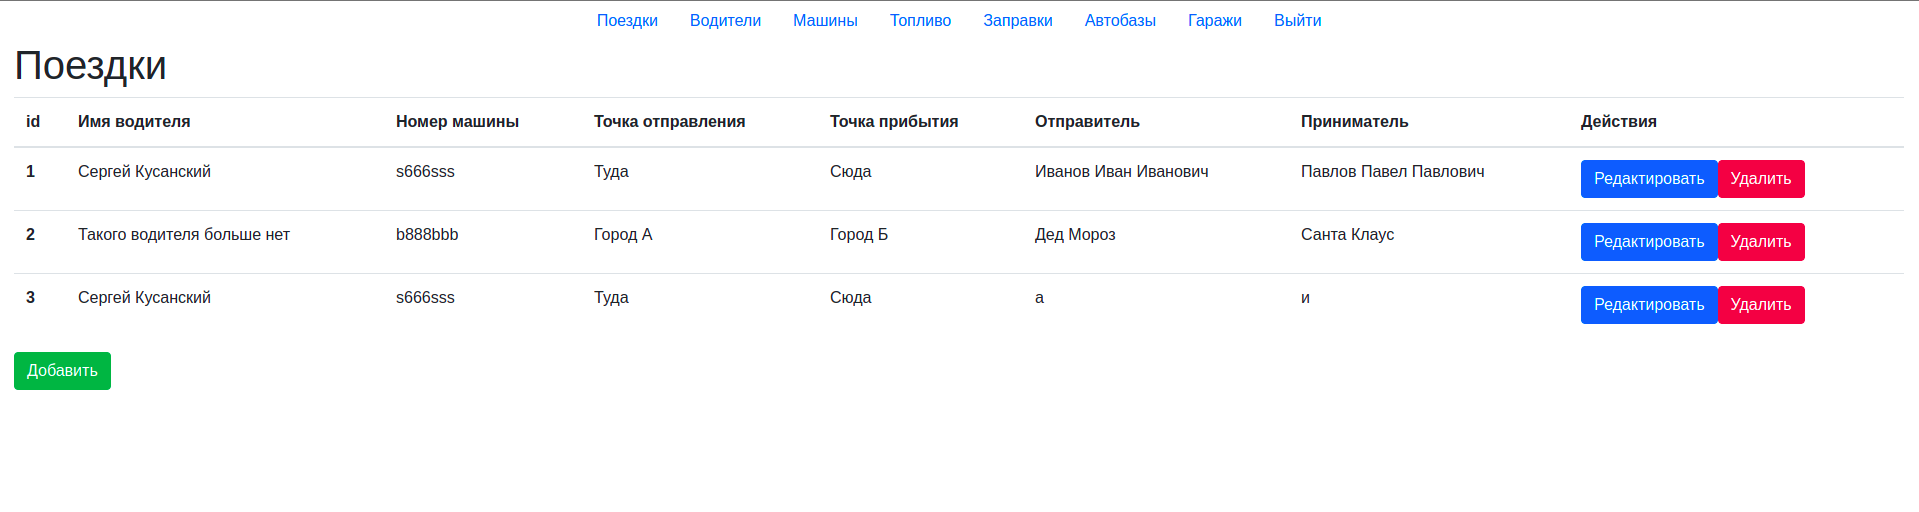 Поездки Водители Машины Топливо Заправки Автобазы Гаражи Выйти
Поездки
id Имя водителя Номер машины Точка отправления Точка прибытия Отправитель Приниматель Действия
1 Сергей Кусанский s666sss Туда Сюда Иванов Иван Иванович Павлов Павел Павлович Редактировать Удалить
2 Такого водителя больше нет b888bbb Город А Город Б Дед Мороз Санта Клаус Редактировать Удалить
3 Сергей Кусанский s666sss Туда Сюда а и Редактировать Удалить
Добавить